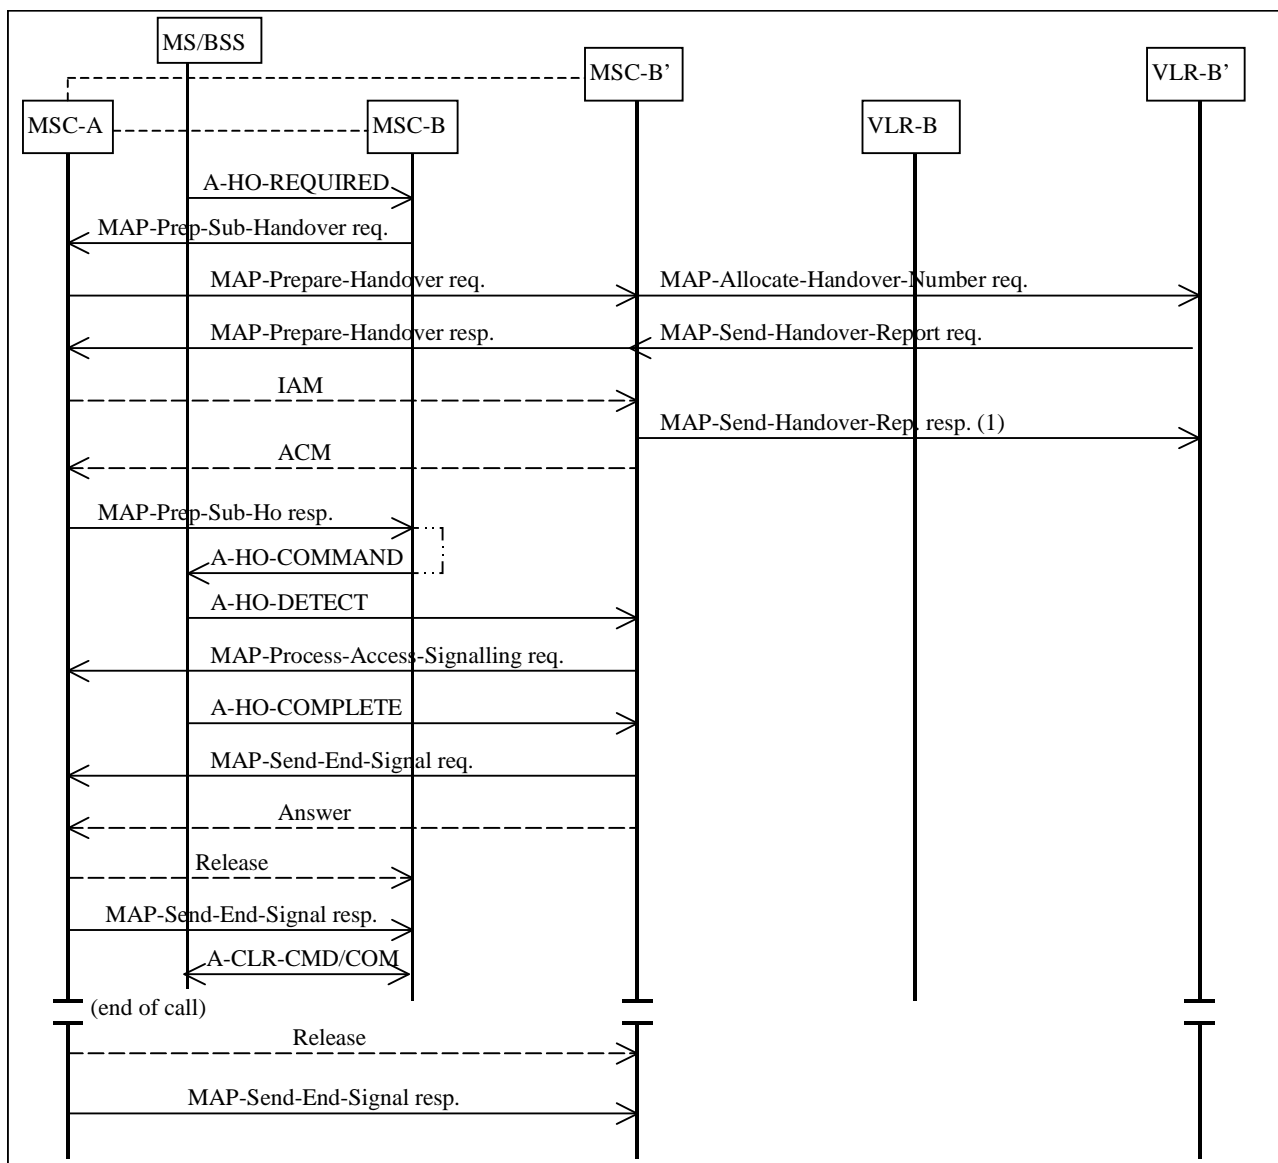 MS/BSS
MSC-B’
VLR-B’
MSC-A
MSC-B
VLR-B
A-HO-REQUIRED
MAP-Prep-Sub-Handover req.
MAP-Prepare-Handover req.
MAP-Allocate-Handover-Number req.
MAP-Prepare-Handover resp.
MAP-Send-Handover-Report req.
IAM
MAP-Send-Handover-Rep. resp. (1)
ACM
MAP-Prep-Sub-Ho resp.
A-HO-COMMAND
A-HO-DETECT
MAP-Process-Access-Signalling req.
A-HO-COMPLETE
MAP-Send-End-Signal req.
Answer
Release
MAP-Send-End-Signal resp.
A-CLR-CMD/COM
(end of call)
Release
MAP-Send-End-Signal resp.